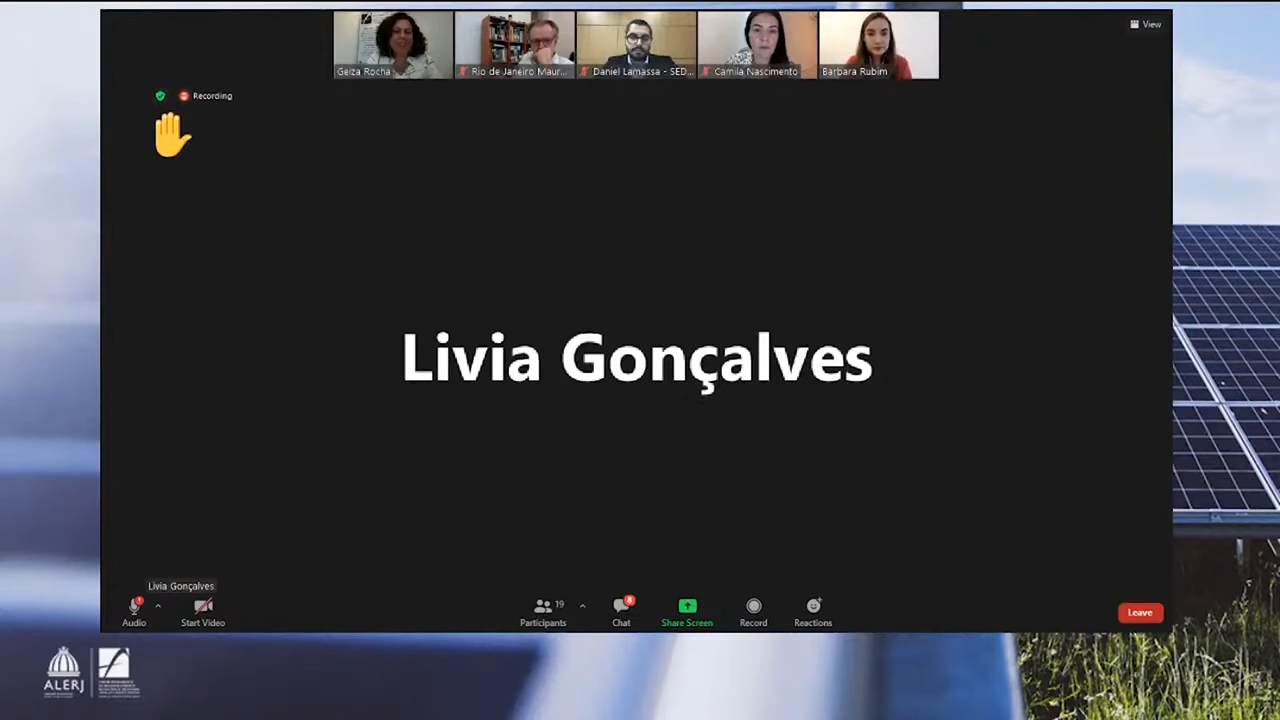 Geiza Rocha
Rio de Janeiro Maur...
Daniel Lamassa - SED...
Camila Nascimento
Barbara Rubim
View
Recording
Livia Gonçalves
Livia Gonçalves
19
8
Audio
Start Video
Participants
Chat
Share Screen
Record
Reactions
Leave
ALERJ